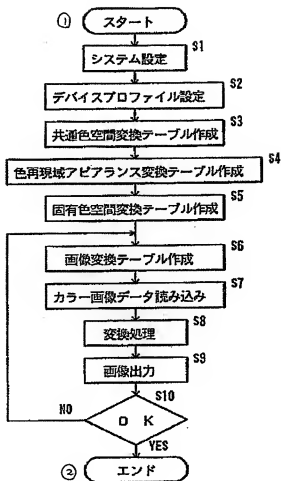 ① スタート
S1
システム設定
S2
デバイスプロファイル設定
S3
共通色空間変換テーブル作成
S4
色再現域アピアランス変換テーブル作成
S5
固有色空間変換テーブル作成
S6
画像変換テーブル作成
S7
カラー画像データ読み込み
S8
変換処理
S9
画像出力
S10
NO
O K
YES
② エンド